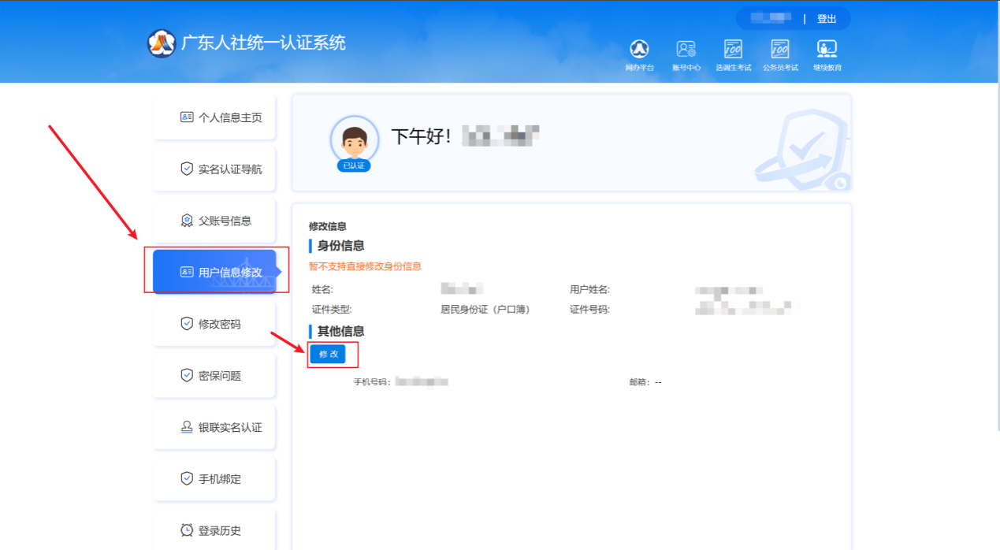 登出
广东人社统一认证系统
网办平台
账号中心
选调生考试
公务员考试
继续教育
个人信息主页
实名认证导航
父账号信息
用户信息修改
修改密码
密保问题
银联实名认证
手机绑定
登录历史
下午好！
已认证
修改信息
身份信息
暂不支持直接修改身份信息
姓名:
用户姓名:
证件类型: 居民身份证（户口簿）
证件号码:
其他信息
修 改
手机号码：
邮箱：--